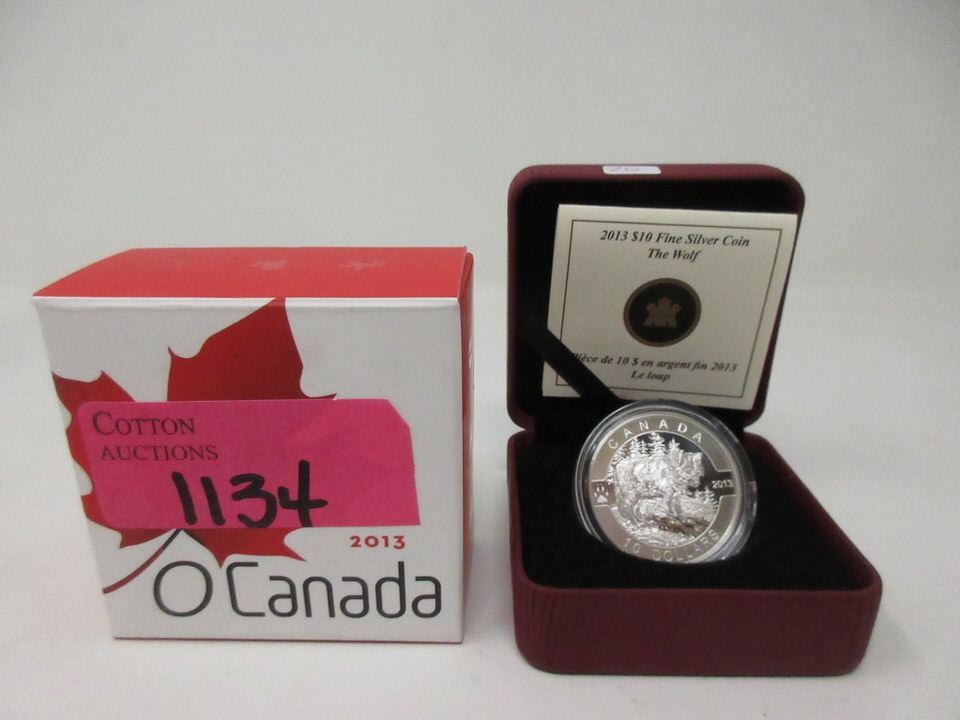 COTTON
AUCTIONS
1134
2013
O Canada
2013 $10 Fine Silver Coin
The Wolf
Pièce de 10 $ en argent fin 2013
Le loup
CANADA
2013
10 DOLLARS